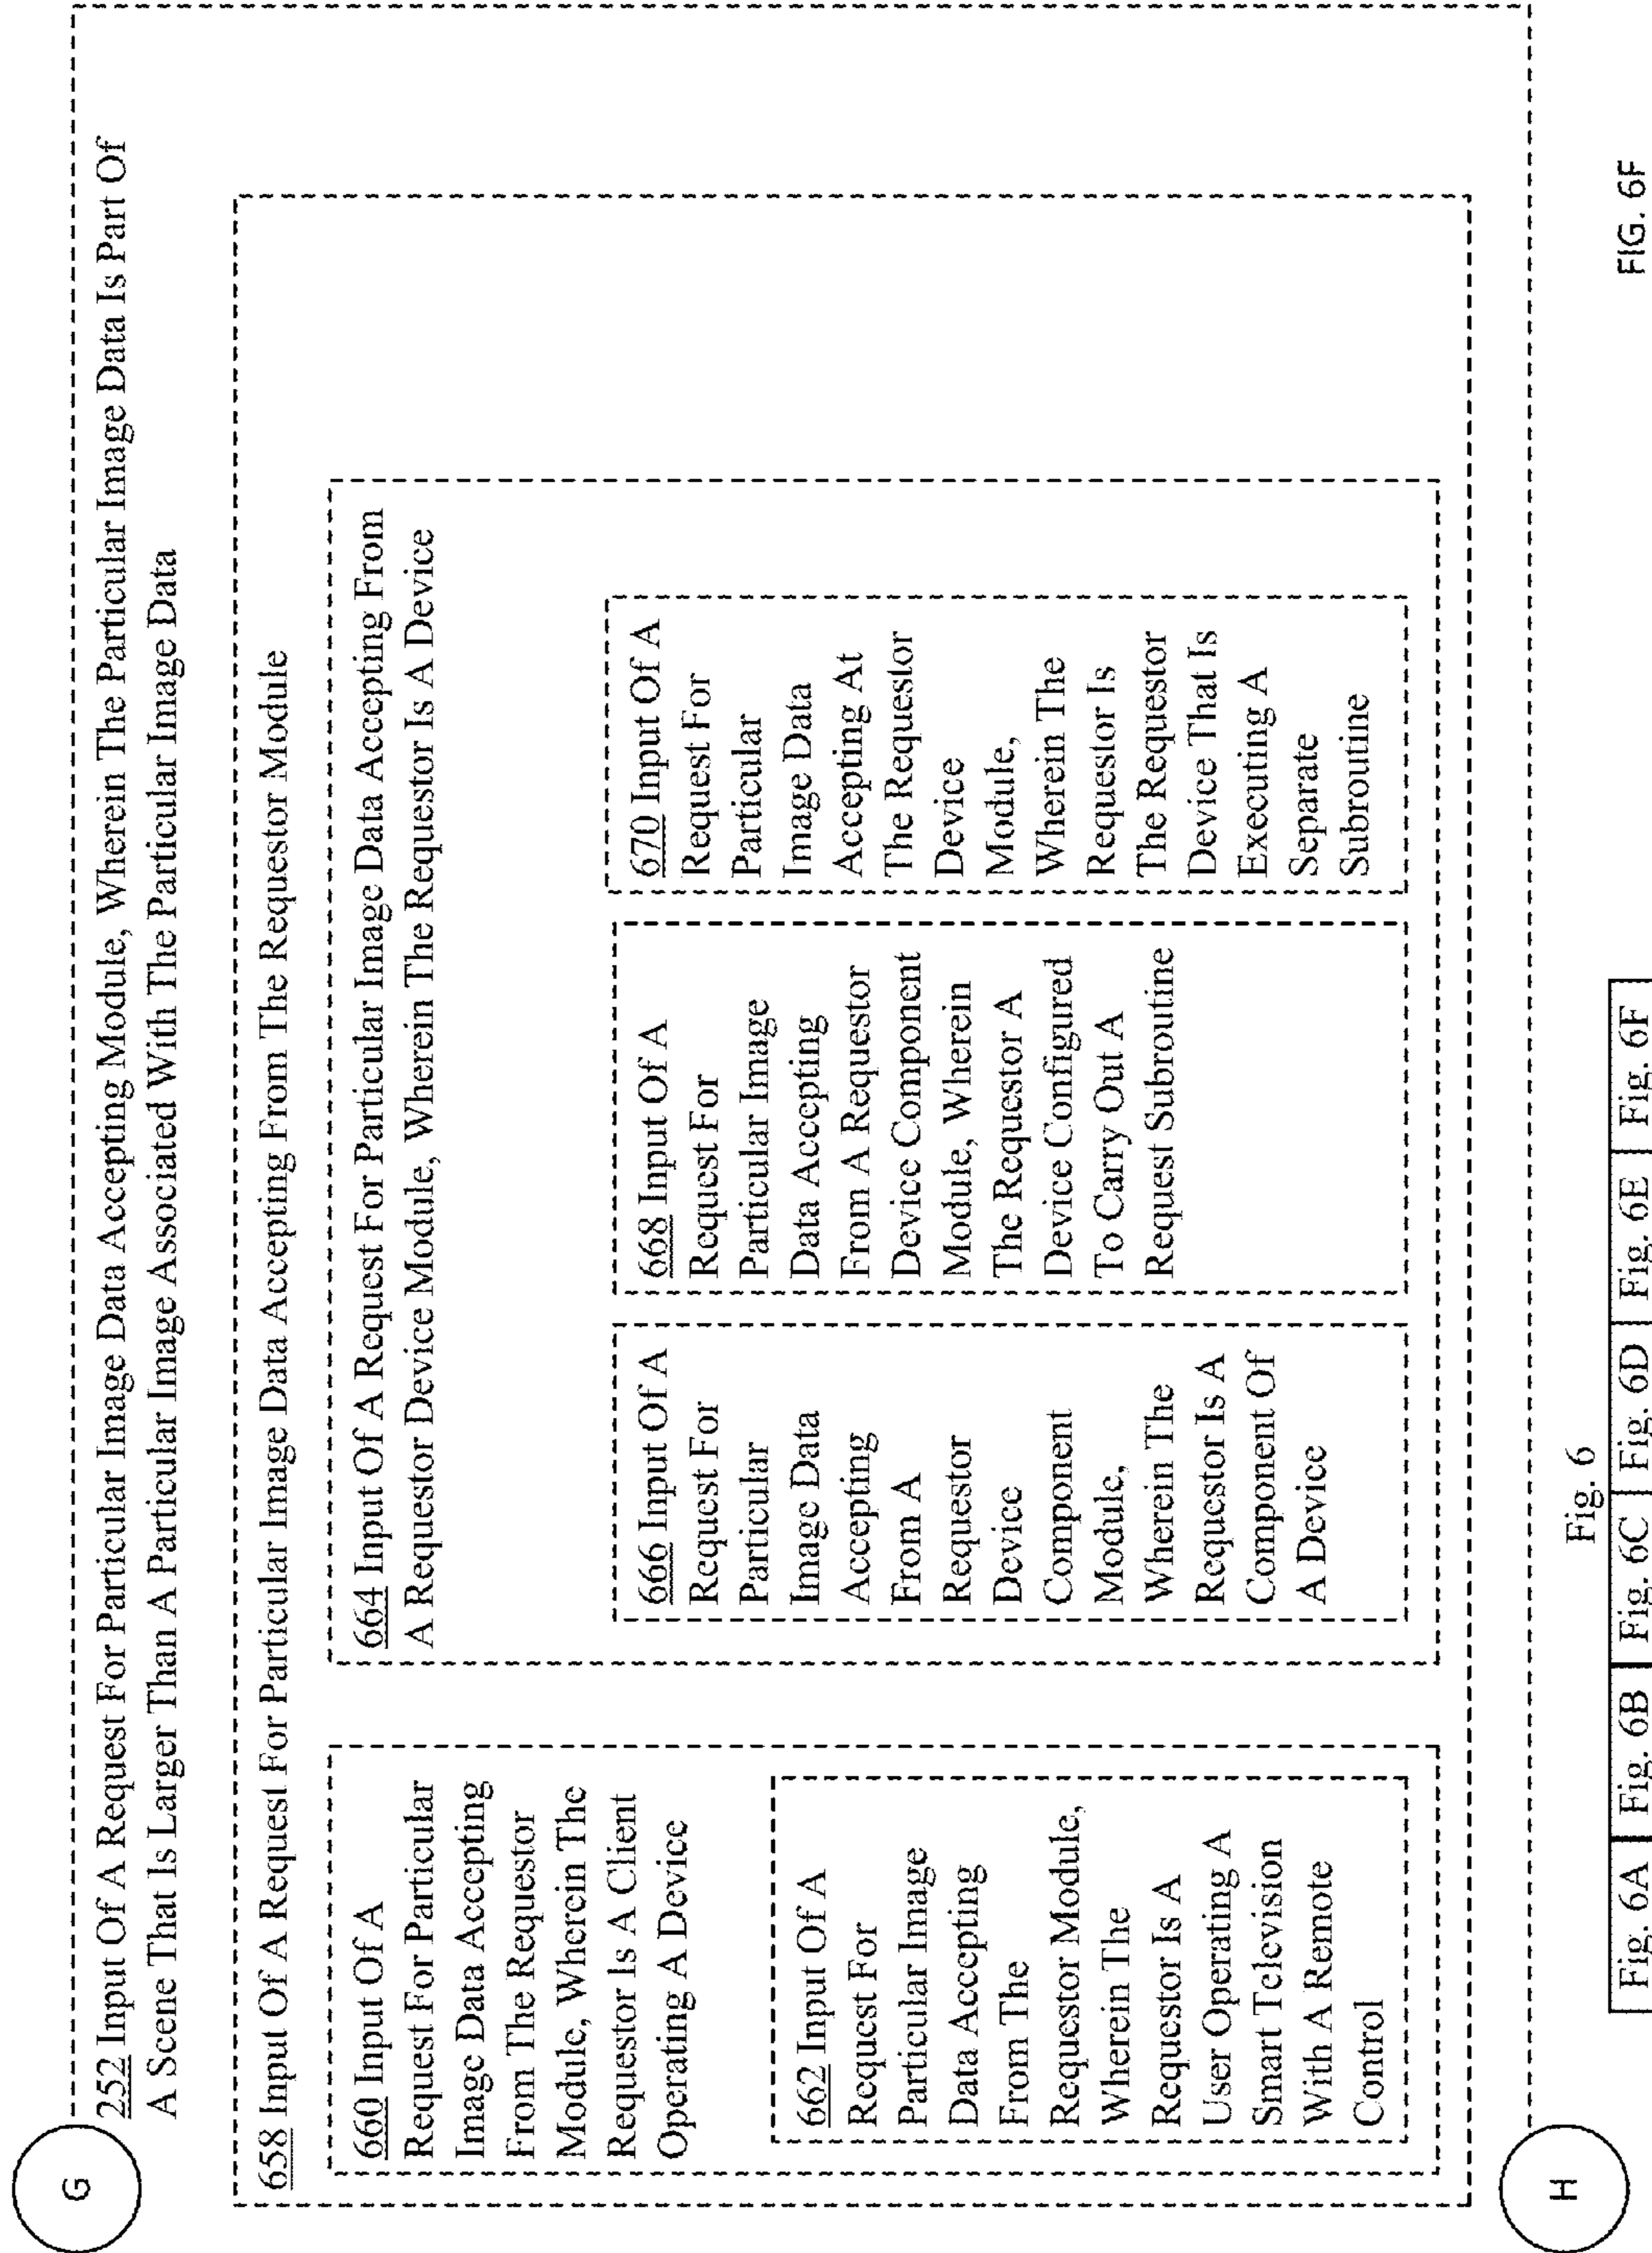 G
252 Input Of A Request For Particular Image Data Accepting Module, Wherein The Particular Image Data Is Part Of
A Scene That Is Larger Than A Particular Image Associated With The Particular Image Data
658 Input Of A Request For Particular Image Data Accepting From The Requestor Module
660 Input Of A
Request For Particular
Image Data Accepting
From The Requestor
Module, Wherein The
Requestor Is A Client
Operating A Device
662 Input Of A
Request For
Particular Image
Data Accepting
From The
Requestor Module,
Wherein The
Requestor Is A
User Operating A
Smart Television
With A Remote
Control
664 Input Of A Request For Particular Image Data Accepting From
A Requestor Device Module, Wherein The Requestor Is A Device
666 Input Of A
Request For
Particular
Image Data
Accepting
From A
Requestor
Device
Component
Module,
Wherein The
Requestor Is A
Component Of
A Device
668 Input Of A
Request For
Particular Image
Data Accepting
From A Requestor
Device Component
Module, Wherein
The Requestor A
Device Configured
To Carry Out A
Request Subroutine
670 Input Of A
Request For
Particular
Image Data
Accepting At
The Requestor
Device
Module,
Wherein The
Requestor Is
The Requestor
Device That Is
Executing A
Separate
Subroutine
H
Fig. 6
Fig. 6A Fig. 6B Fig. 6C Fig. 6D Fig. 6E Fig. 6F
FIG. 6F